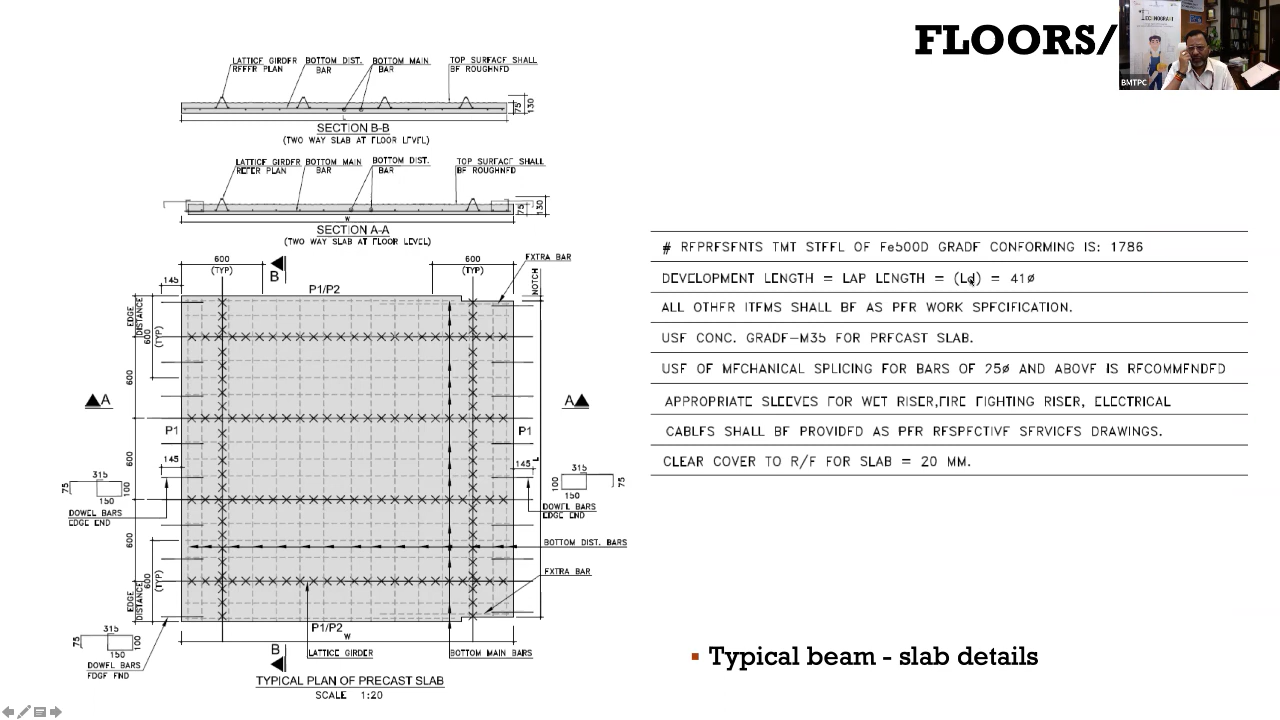 FLOORS/
BMTPC
LATTICE GIRDER BOTTOM DIST. BOTTOM MAIN TOP SURFACE SHALL
REFER PLAN BAR BAR BE ROUGHNED
75
130
L
SECTION B-B
(TWO WAY SLAB AT FLOOR LEVEL)
LATTICE GIRDER BOTTOM MAIN BOTTOM DIST. TOP SURFACE SHALL
REFER PLAN BAR BAR BE ROUGHNED
75
130
W
SECTION A-A
(TWO WAY SLAB AT FLOOR LEVEL)
600 600
(TYP) B (TYP)
EXTRA BAR
NOTCH
145
P1/P2
EDGE
DISTANCE
600
(TYP)
600
A A
P1 P1
600
145 145
L
315 315
75 100 100 75
150 150
DOWEL BARS DOWEL BARS
EDGE END EDGE END
600
BOTTOM DIST. BARS
600
(TYP)
EXTRA BAR
EDGE
DISTANCE
315
75 100
150
DOWEL BARS
EDGE END
P1/P2
W
B
LATTICE GIRDER BOTTOM MAIN BARS
TYPICAL PLAN OF PRECAST SLAB
SCALE 1:20
# REPRESENTS TMT STEEL OF Fe500D GRADE CONFORMING IS: 1786
DEVELOPMENT LENGTH = LAP LENGTH = (Ld) = 41ø
ALL OTHER ITEMS SHALL BE AS PER WORK SPECIFICATION.
USE CONC. GRADE-M35 FOR PRECAST SLAB.
USE OF MECHANICAL SPLICING FOR BARS OF 25ø AND ABOVE IS RECOMMENDED
APPROPRIATE SLEEVES FOR WET RISER,FIRE FIGHTING RISER, ELECTRICAL
CABLES SHALL BE PROVIDED AS PER RESPECTIVE SERVICES DRAWINGS.
CLEAR COVER TO R/F FOR SLAB = 20 MM.
Typical beam - slab details